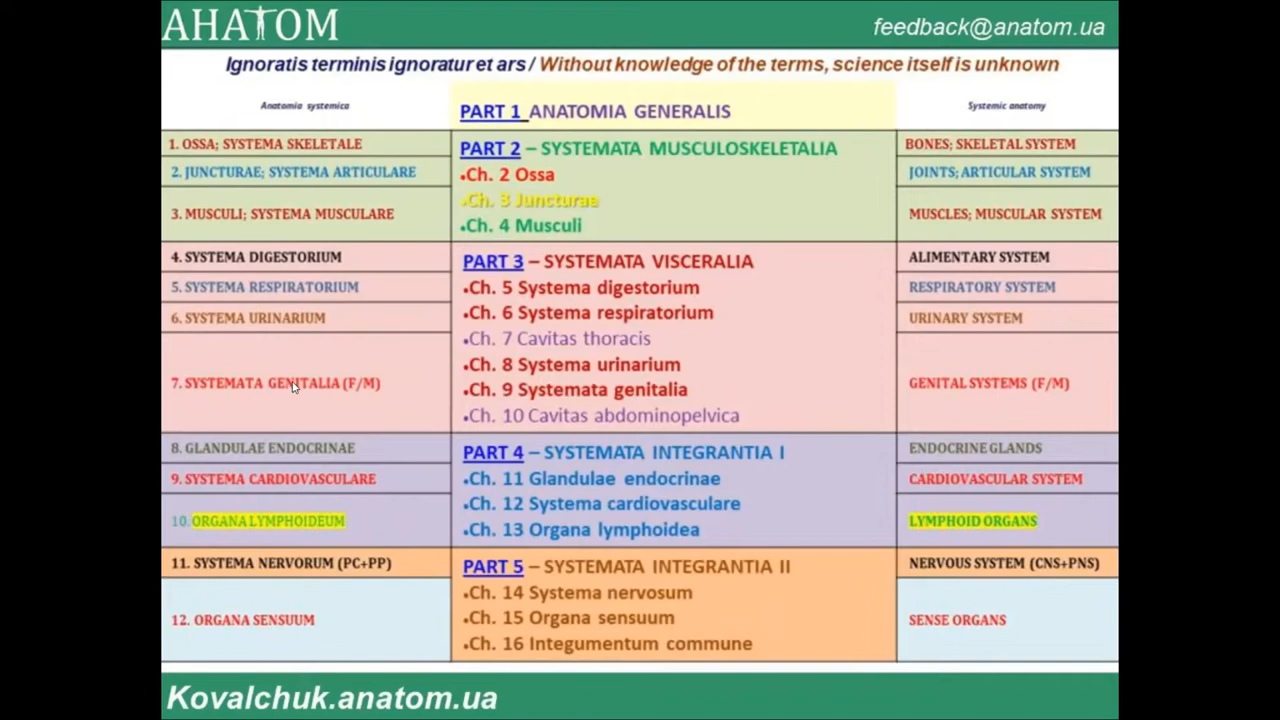 АНАТОМ
feedback@anatom.ua
Ignoratis terminis ignoratur et ars / Without knowledge of the terms, science itself is unknown
Anatomia systemica
PART 1 ANATOMIA GENERALIS
Systemic anatomy
1. OSSA; SYSTEMA SKELETALE
2. JUNCTURAE; SYSTEMA ARTICULARE
3. MUSCULI; SYSTEMA MUSCULARE
PART 2 – SYSTEMATA MUSCULOSKELETALIA
•Ch. 2 Ossa
•Ch. 3 Juncturae
•Ch. 4 Musculi
BONES; SKELETAL SYSTEM
JOINTS; ARTICULAR SYSTEM
MUSCLES; MUSCULAR SYSTEM
4. SYSTEMA DIGESTORIUM
5. SYSTEMA RESPIRATORIUM
6. SYSTEMA URINARIUM
7. SYSTEMATA GENITALIA (F/M)
PART 3 – SYSTEMATA VISCERALIA
•Ch. 5 Systema digestorium
•Ch. 6 Systema respiratorium
•Ch. 7 Cavitas thoracis
•Ch. 8 Systema urinarium
•Ch. 9 Systemata genitalia
•Ch. 10 Cavitas abdominopelvica
ALIMENTARY SYSTEM
RESPIRATORY SYSTEM
URINARY SYSTEM
GENITAL SYSTEMS (F/M)
8. GLANDULAE ENDOCRINAE
9. SYSTEMA CARDIOVASCULARE
10. ORGANA LYMPHOIDEUM
PART 4 – SYSTEMATA INTEGRANTIA I
•Ch. 11 Glandulae endocrinae
•Ch. 12 Systema cardiovasculare
•Ch. 13 Organa lymphoidea
ENDOCRINE GLANDS
CARDIOVASCULAR SYSTEM
LYMPHOID ORGANS
11. SYSTEMA NERVORUM (PC+PP)
12. ORGANA SENSUUM
PART 5 – SYSTEMATA INTEGRANTIA II
•Ch. 14 Systema nervosum
•Ch. 15 Organa sensuum
•Ch. 16 Integumentum commune
NERVOUS SYSTEM (CNS+PNS)
SENSE ORGANS
Kovalchuk.anatom.ua